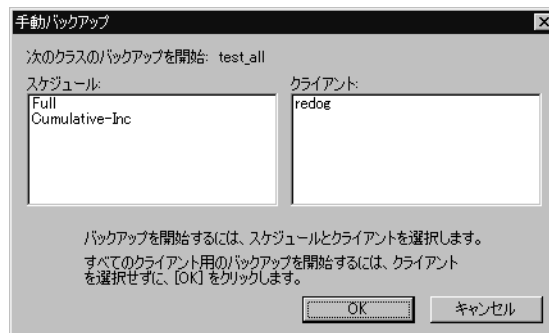 手動バックアップ
次のクラスのバックアップを開始: test_all
スケジュール:
クライアント:
Full
Cumulative-Inc
redog
バックアップを開始するには、スケジュールとクライアントを選択します。
すべてのクライアント用のバックアップを開始するには、クライアント
を選択せずに、[OK] をクリックします。
OK
キャンセル